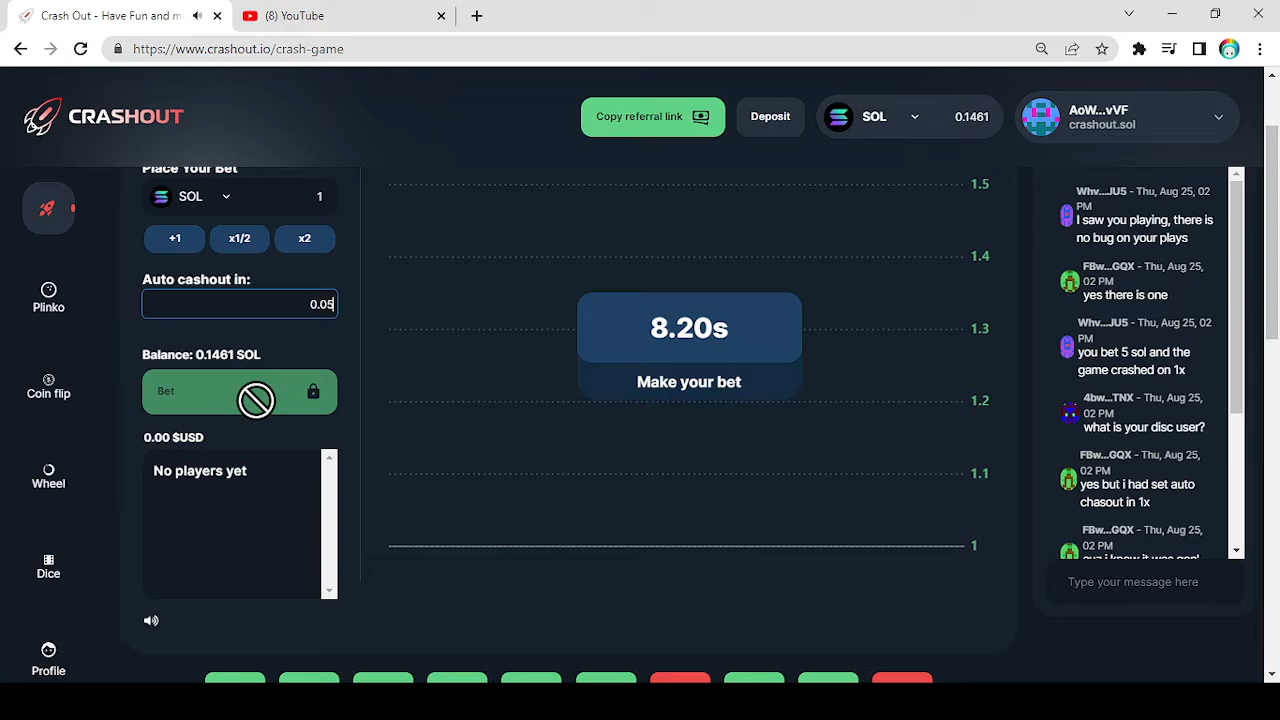 Crash Out - Have Fun and m
(8) YouTube
https://www.crashout.io/crash-game
CRASHOUT
Copy referral link
Deposit
SOL
0.1461
AoW...vVF
crashout.sol
Place Your Bet
SOL
1
+1
x1/2
x2
Auto cashout in:
0.05
Balance: 0.1461 SOL
Bet
0.00 $USD
No players yet
Plinko
Coin flip
Wheel
Dice
Profile
1.5
1.4
1.3
1.2
1.1
1
8.20s
Make your bet
Whv...JU5 - Thu, Aug 25, 02
PM
I saw you playing, there is
no bug on your plays
FBw...GQX - Thu, Aug 25,
02 PM
yes there is one
Whv...JU5 - Thu, Aug 25, 02
PM
you bet 5 sol and the
game crashed on 1x
4bw...TNX - Thu, Aug 25,
02 PM
what is your disc user?
FBw...GQX - Thu, Aug 25,
02 PM
yes but i had set auto
chasout in 1x
FBw...GQX - Thu, Aug 25,
02 PM
Type your message here